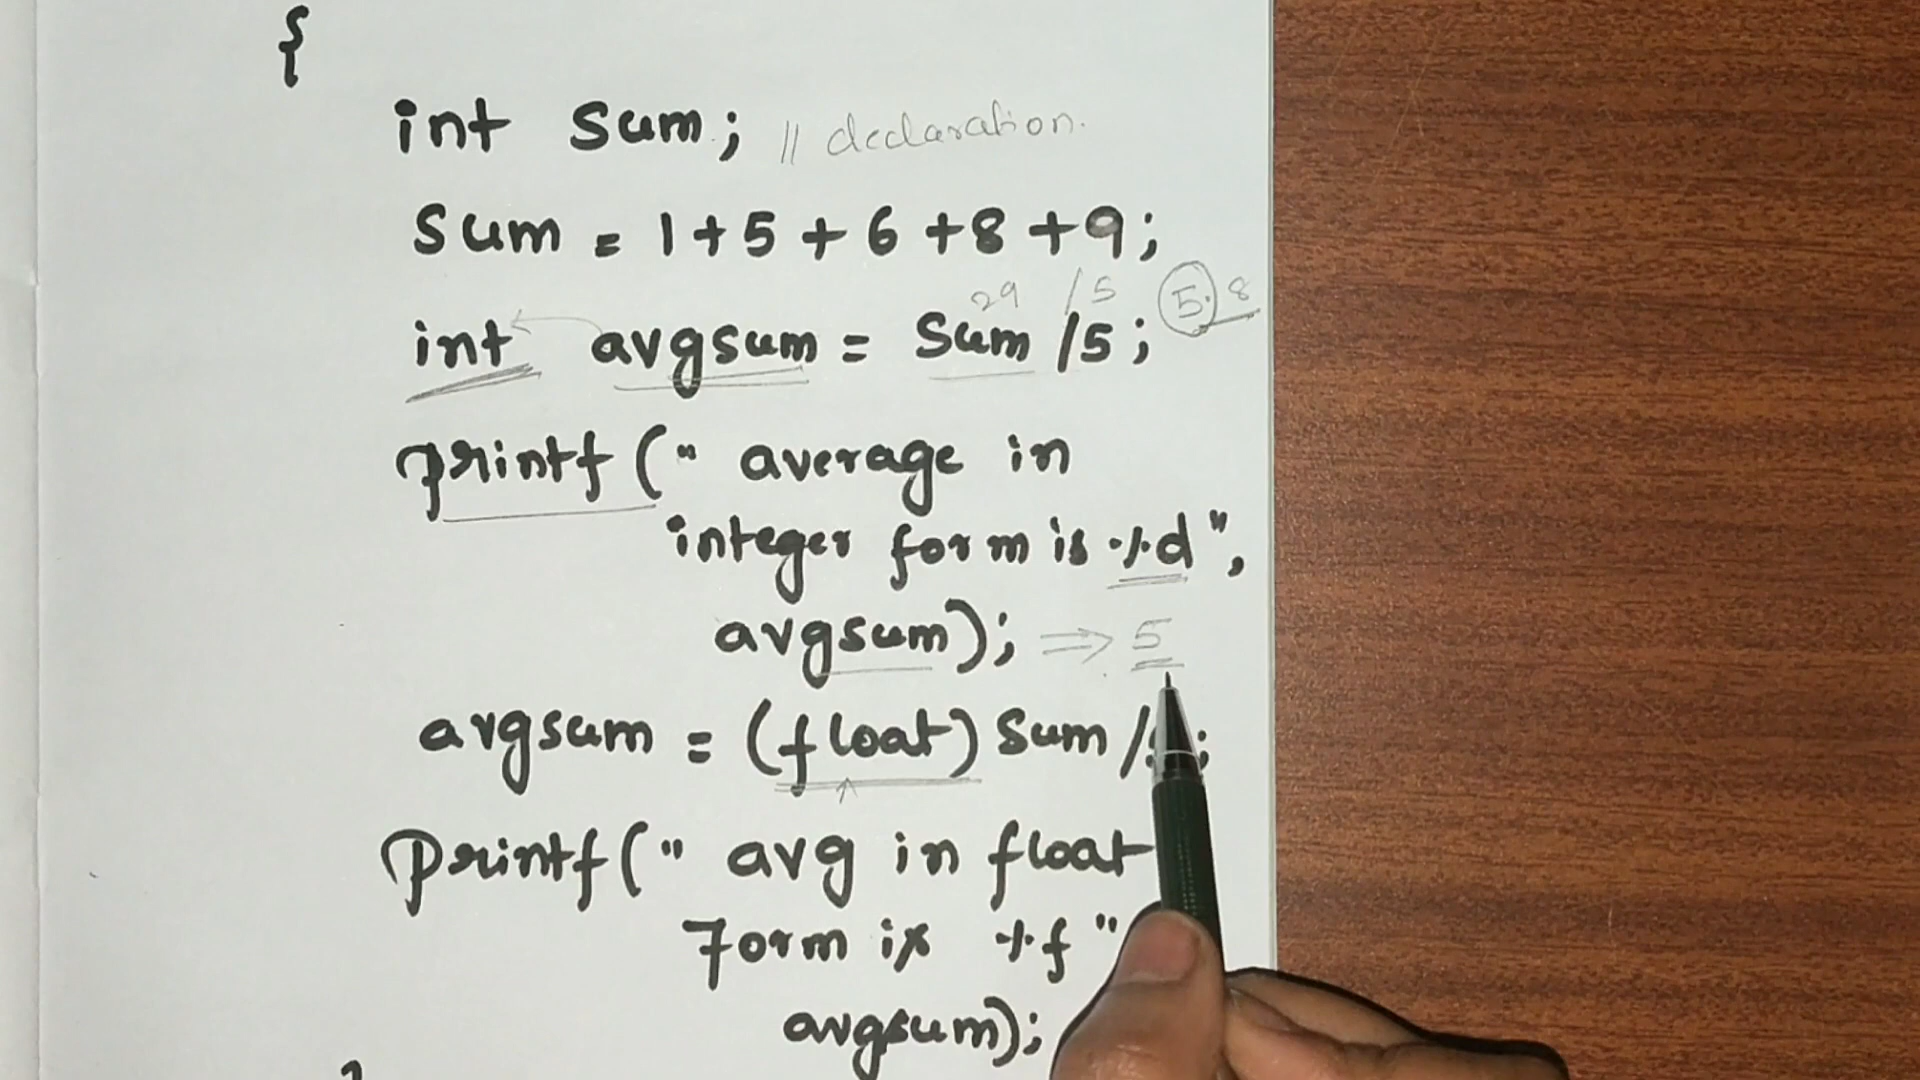 {
int sum; // declaration.
Sum = 1+5+6+8+9;
29 /5 5.8
int avgsum = Sum /5;
printf (" average in
integer form is %d",
avgsum); => 5
avgsum = (float) Sum /
printf (" avg in float
Form is %f"
avgsum);